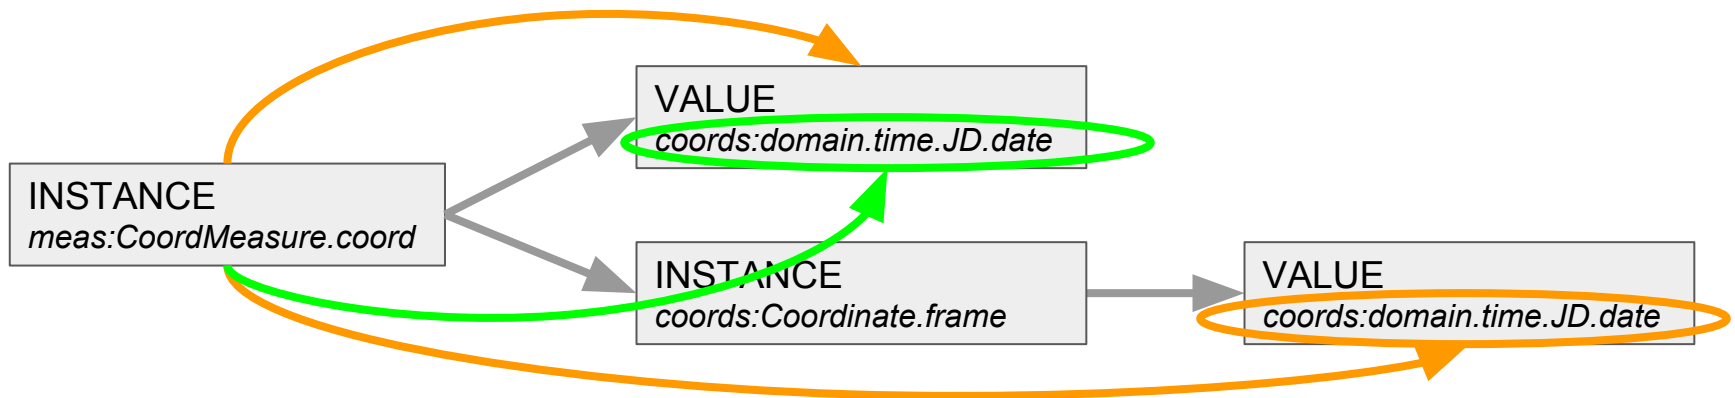 VALUE
coords:domain.time.JD.date
INSTANCE
meas:CoordMeasure.coord
INSTANCE
coords:Coordinate.frame
VALUE
coords:domain.time.JD.date